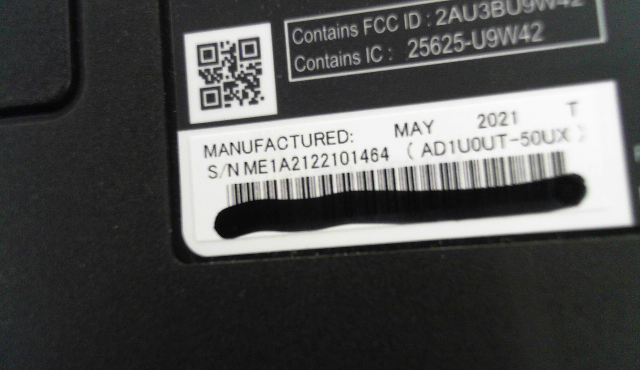 Contains FCC ID : 2AU3BU9W42
Contains IC : 25625-U9W42
MANUFACTURED: MAY 2021 T
S/N ME1A2122101464 ( AD1U0UT-50UX )